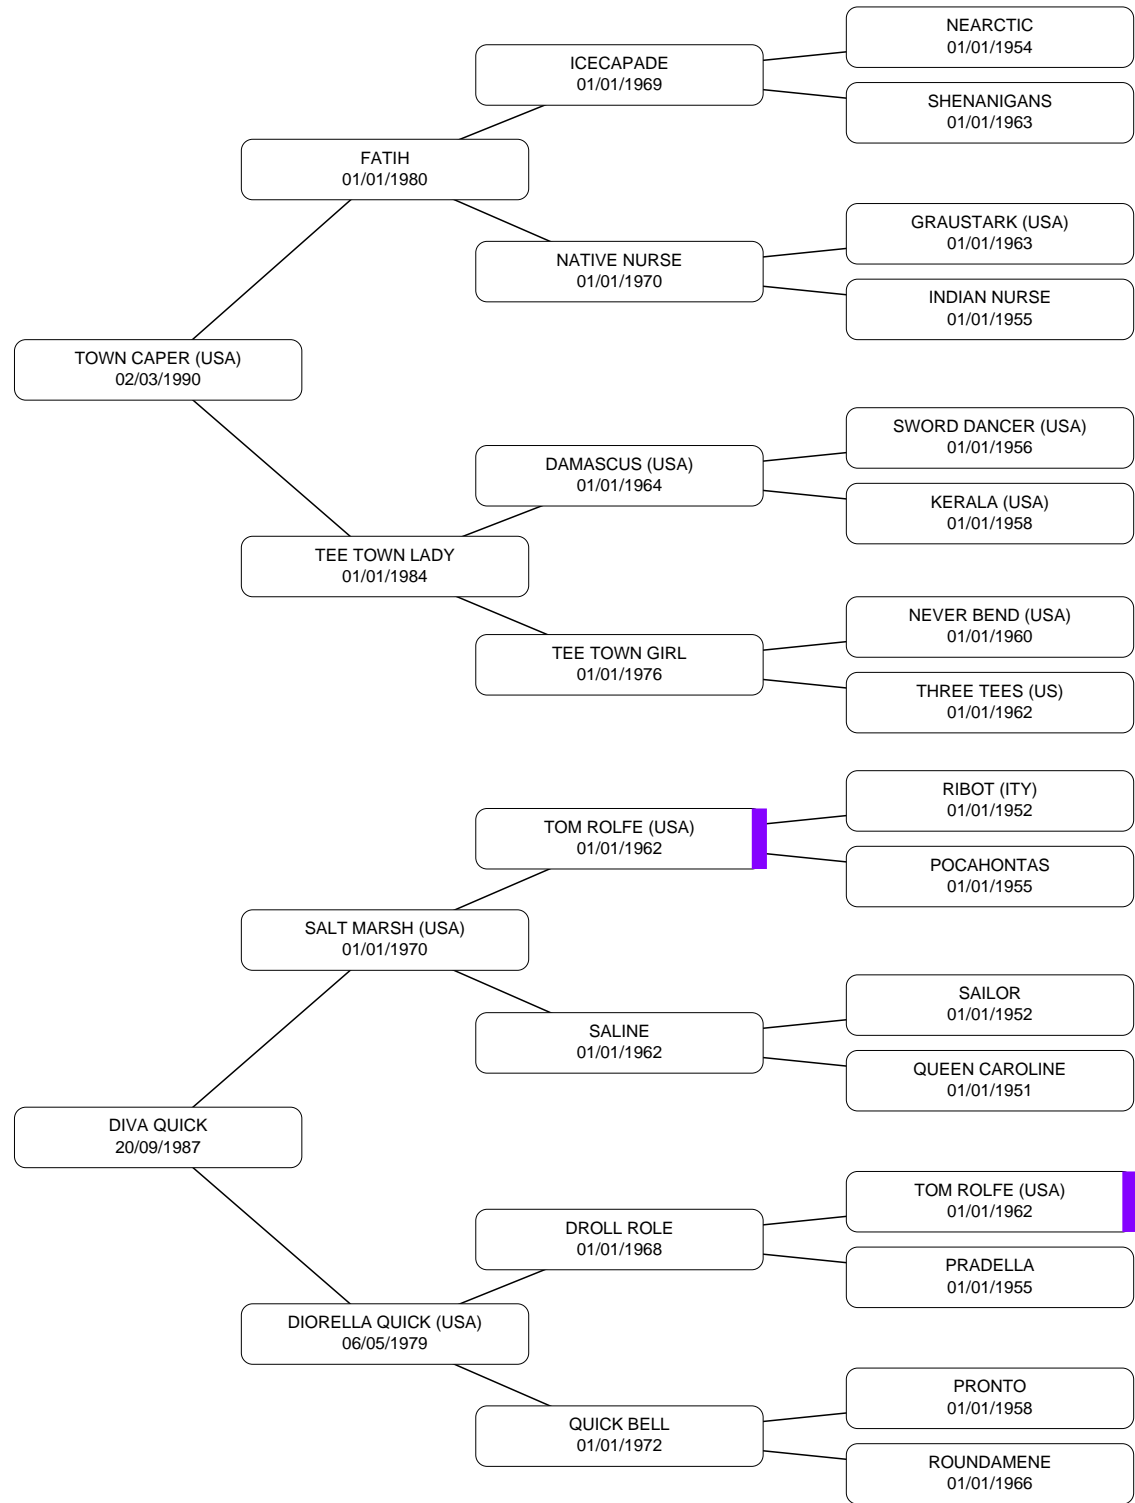 NEARCTIC
01/01/1954
ICECAPADE
01/01/1969
SHENANIGANS
01/01/1963
FATIH
01/01/1980
GRAUSTARK (USA)
01/01/1963
NATIVE NURSE
01/01/1970
INDIAN NURSE
01/01/1955
TOWN CAPER (USA)
02/03/1990
SWORD DANCER (USA)
01/01/1956
DAMASCUS (USA)
01/01/1964
KERALA (USA)
01/01/1958
TEE TOWN LADY
01/01/1984
NEVER BEND (USA)
01/01/1960
TEE TOWN GIRL
01/01/1976
THREE TEES (US)
01/01/1962
RIBOT (ITY)
01/01/1952
TOM ROLFE (USA)
01/01/1962
POCAHONTAS
01/01/1955
SALT MARSH (USA)
01/01/1970
SAILOR
01/01/1952
SALINE
01/01/1962
QUEEN CAROLINE
01/01/1951
DIVA QUICK
20/09/1987
TOM ROLFE (USA)
01/01/1962
DROLL ROLE
01/01/1968
PRADELLA
01/01/1955
DIORELLA QUICK (USA)
06/05/1979
PRONTO
01/01/1958
QUICK BELL
01/01/1972
ROUNDAMENE
01/01/1966